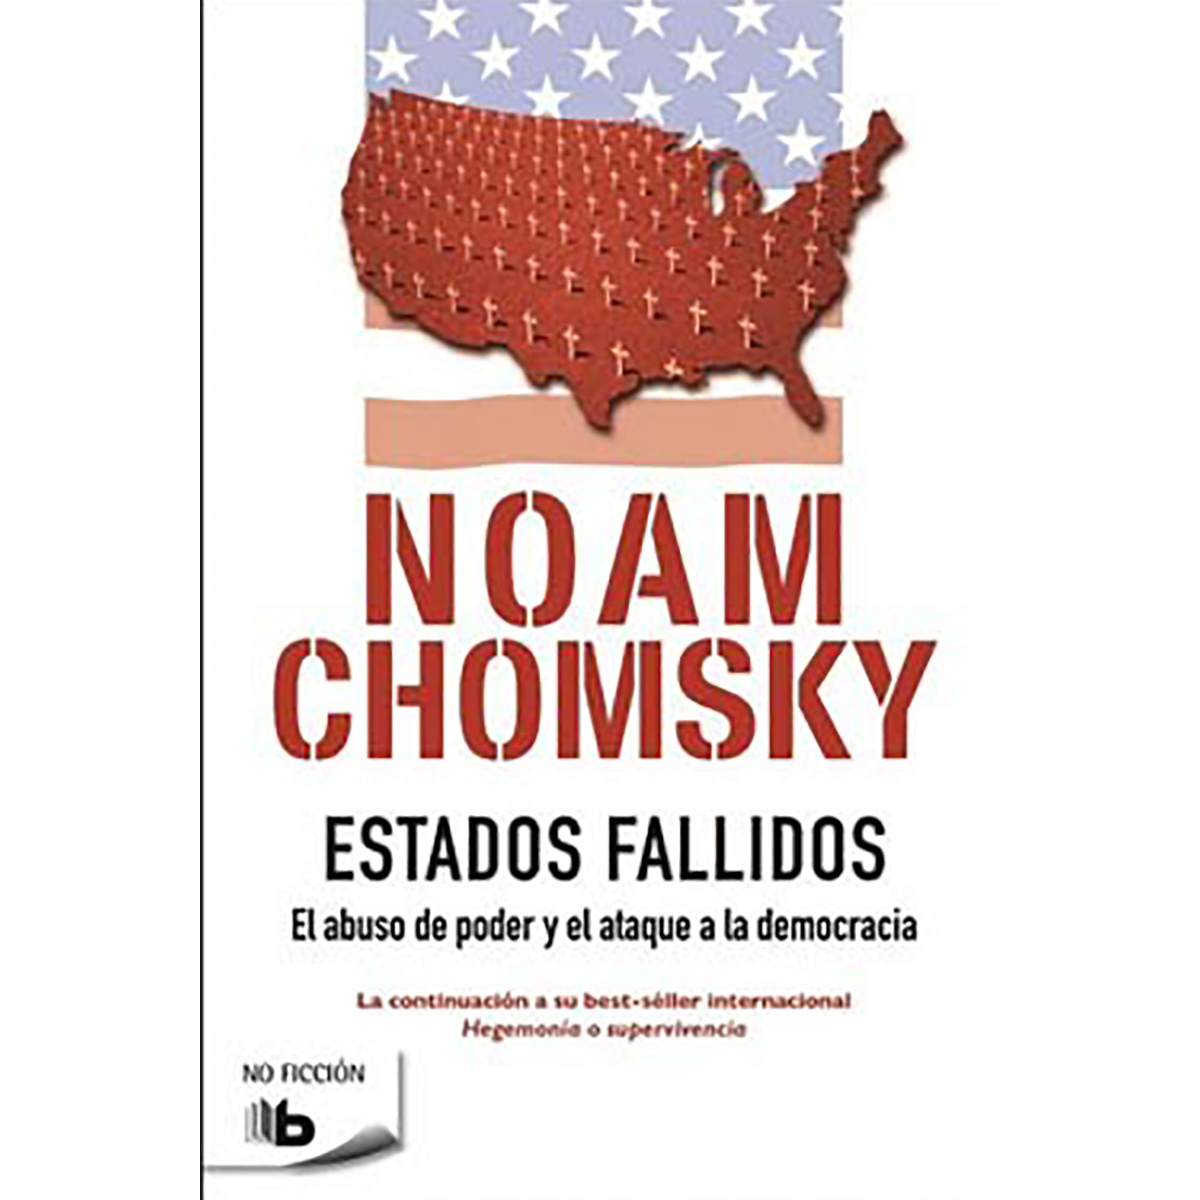 NOAM
CHOMSKY
ESTADOS FALLIDOS
El abuso de poder y el ataque a la democracia
La continuación a su best-séller internacional
Hegemonía o supervivencia
NO FICCIÓN
b